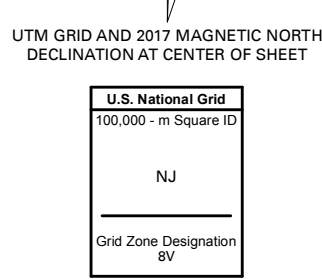 UTM GRID AND 2017 MAGNETIC NORTH
DECLINATION AT CENTER OF SHEET
U.S. National Grid
100,000 - m Square ID
NJ
Grid Zone Designation
8V